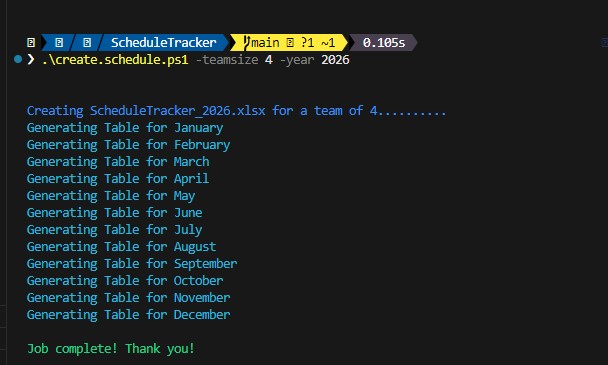 ScheduleTracker main ?1 ~1 0.105s
❯ .\create.schedule.ps1 -teamsize 4 -year 2026
Creating ScheduleTracker_2026.xlsx for a team of 4..........
Generating Table for January
Generating Table for February
Generating Table for March
Generating Table for April
Generating Table for May
Generating Table for June
Generating Table for July
Generating Table for August
Generating Table for September
Generating Table for October
Generating Table for November
Generating Table for December
Job complete! Thank you!